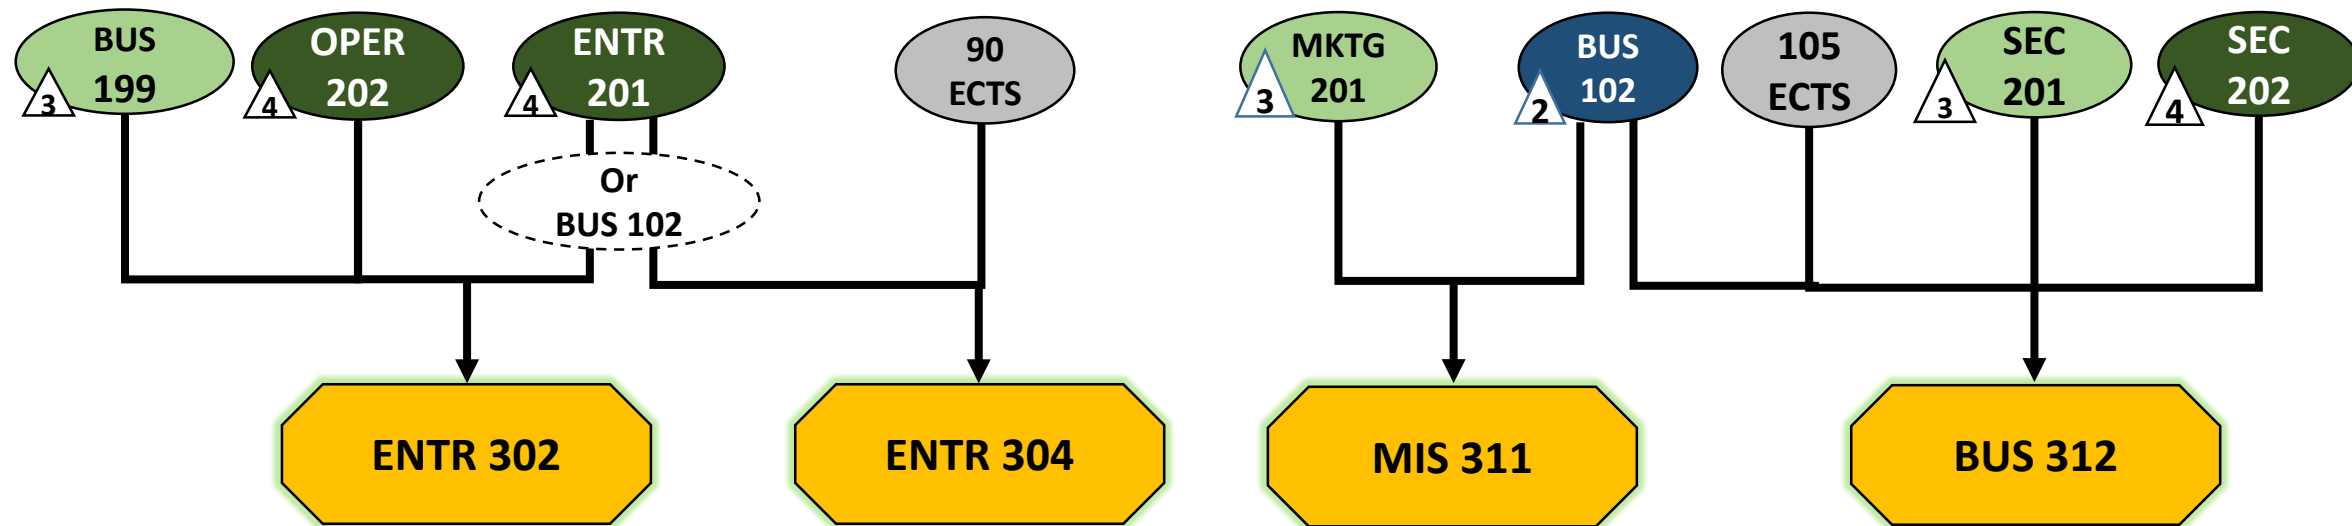 BUS
199
3
OPER
202
4
ENTR
201
4
Or
BUS 102
90
ECTS
MKTG
201
3
BUS
102
2
105
ECTS
SEC
201
3
SEC
202
4
ENTR 302
ENTR 304
MIS 311
BUS 312